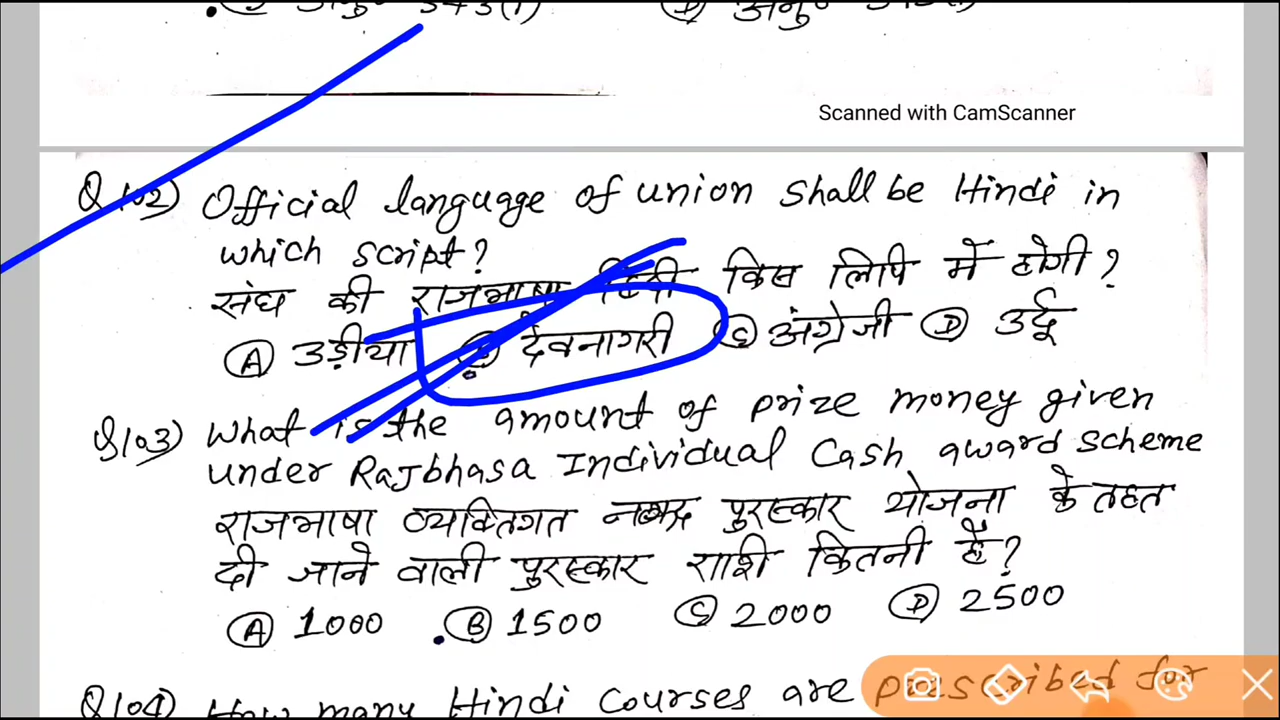 Scanned with CamScanner
Q.102) Official language of union shall be Hindi in
which script?
संघ की राजभाषा हिंदी किस लिपि में होगी?
(A) उड़ीया (B) देवनागरी (C) अंग्रेजी (D) उर्दू
Q103) What is the amount of prize money given
under Rajbhasa Individual Cash award scheme
राजभाषा व्यक्तिगत नगद पुरस्कार योजना के तहत
दी जाने वाली पुरस्कार राशि कितनी है?
(A) 1000 (B) 1500 (C) 2000 (D) 2500
Q104) How many Hindi courses are prescribed for